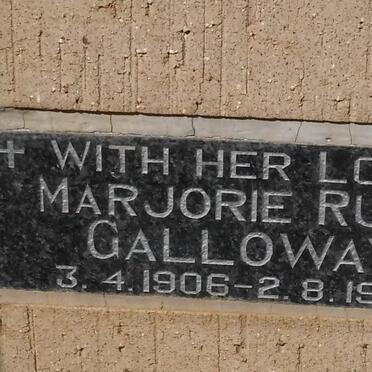 + WITH HER LO
MARJORIE RU
GALLOWAY
3.4.1906-2.8.19